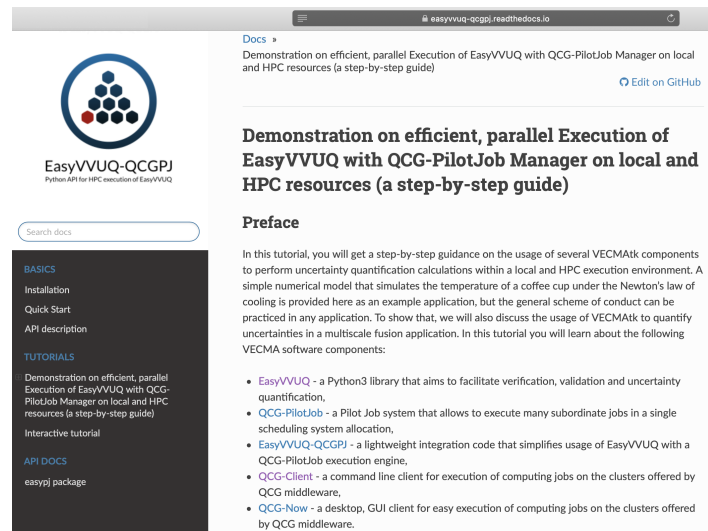 easyvvuq-qcgpj.readthedocs.io
EasyVVUQ-QCGPJ
Python API for HPC execution of EasyVVUQ
Search docs
BASICS
Installation
Quick Start
API description
TUTORIALS
Demonstration on efficient, parallel
Execution of EasyVVUQ with QCG-
PilotJob Manager on local and HPC
resources (a step-by-step guide)
Interactive tutorial
API DOCS
easypj package
Docs »
Demonstration on efficient, parallel Execution of EasyVVUQ with QCG-PilotJob Manager on local
and HPC resources (a step-by-step guide)
Edit on GitHub
Demonstration on efficient, parallel Execution of
EasyVVUQ with QCG-PilotJob Manager on local and
HPC resources (a step-by-step guide)
Preface
In this tutorial, you will get a step-by-step guidance on the usage of several VECMAtk components
to perform uncertainty quantification calculations within a local and HPC execution environment. A
simple numerical model that simulates the temperature of a coffee cup under the Newton's law of
cooling is provided here as an example application, but the general scheme of conduct can be
practiced in any application. To show that, we will also discuss the usage of VECMAtk to quantify
uncertainties in a multiscale fusion application. In this tutorial you will learn about the following
VECMA software components:
• EasyVVUQ - a Python3 library that aims to facilitate verification, validation and uncertainty
quantification,
• QCG-PilotJob - a Pilot Job system that allows to execute many subordinate jobs in a single
scheduling system allocation,
• EasyVVUQ-QCGPJ - a lightweight integration code that simplifies usage of EasyVVUQ with a
QCG-PilotJob execution engine,
• QCG-Client - a command line client for execution of computing jobs on the clusters offered by
QCG middleware,
• QCG-Now - a desktop, GUI client for easy execution of computing jobs on the clusters offered
by QCG middleware.